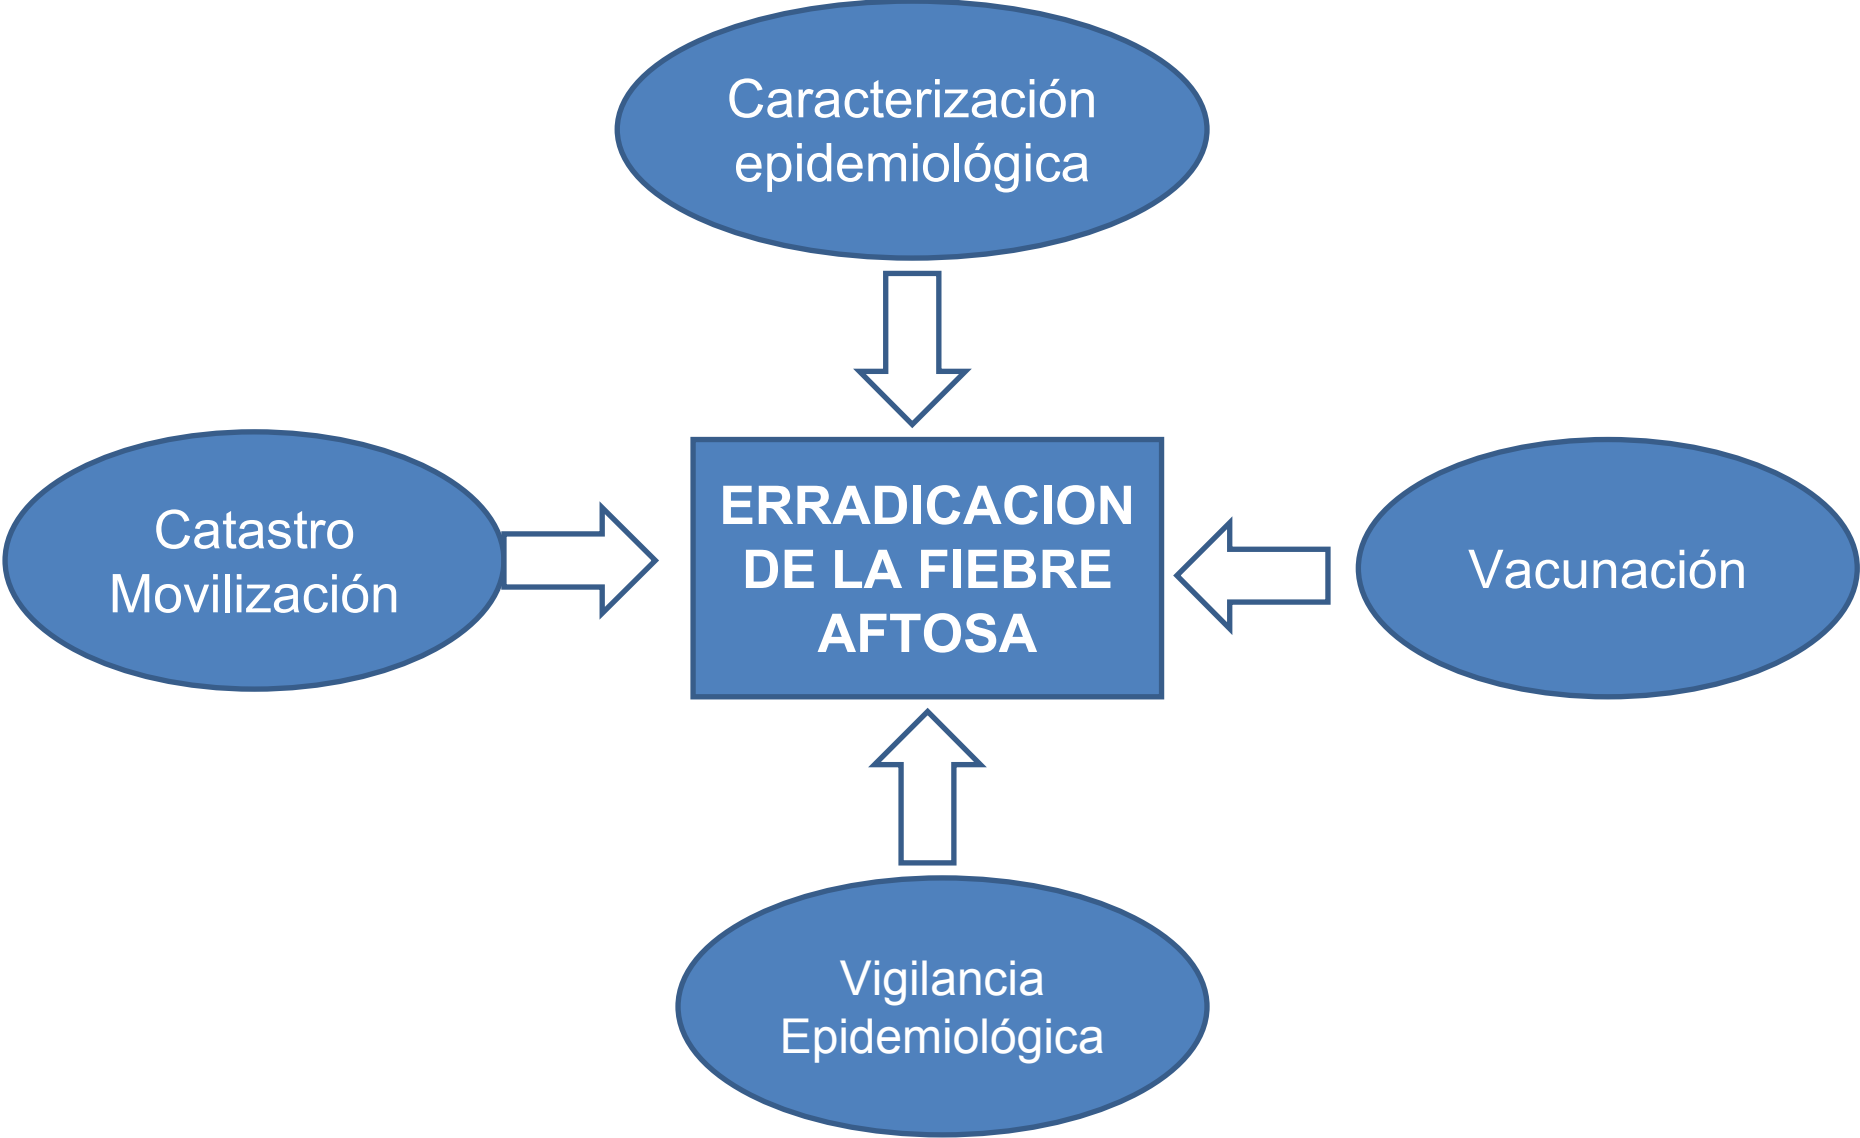 Caracterización
epidemiológica
Catastro
Movilización
ERRADICACION
DE LA FIEBRE
AFTOSA
Vacunación
Vigilancia
Epidemiológica